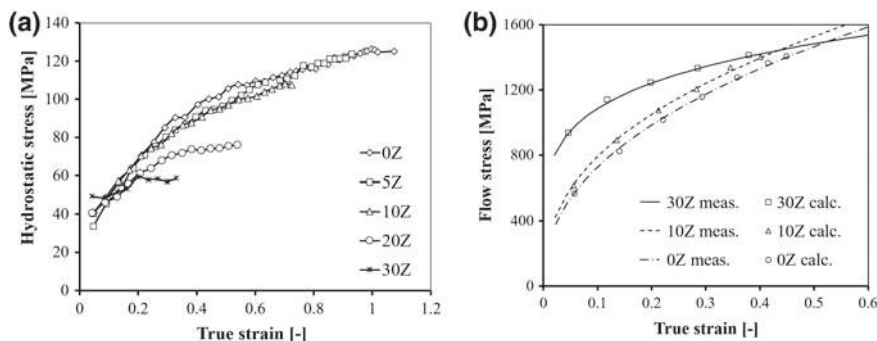 (a)
140
120
100
80
60
40
20
0
Hydrostatic stress [MPa]
0 0.2 0.4 0.6 0.8 1 1.2
True strain [-]
0Z
5Z
10Z
20Z
30Z
(b)
1600
1200
800
400
0
Flow stress [MPa]
0 0.1 0.2 0.3 0.4 0.5 0.6
True strain [-]
30Z meas. 30Z calc.
10Z meas. 10Z calc.
0Z meas. 0Z calc.